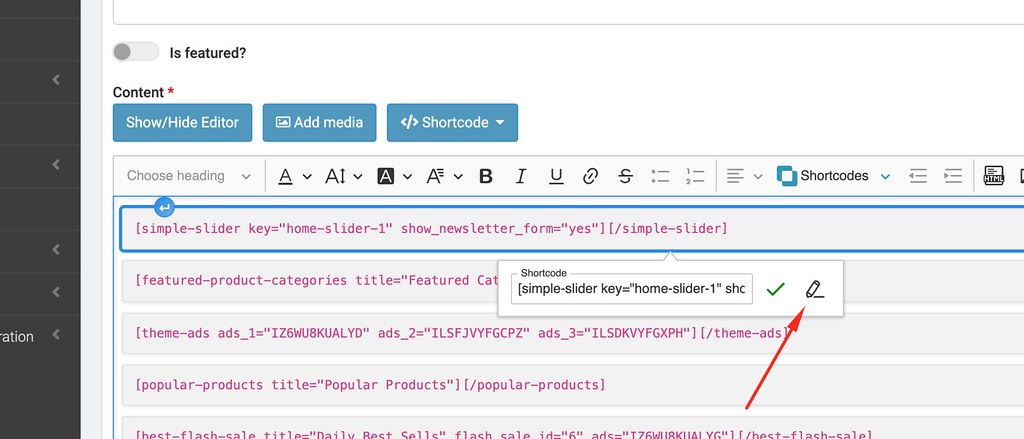 Is featured?
Content *
Show/Hide Editor Add media </> Shortcode
Choose heading A AI A A B I U S Shortcodes HTML
[simple-slider key="home-slider-1" show_newsletter_form="yes"][/simple-slider]
[featured-product-categories title="Featured Cat
Shortcode
[simple-slider key="home-slider-1" sho
[theme-ads ads_1="IZ6WU8KUALYD" ads_2="ILSFJVYFGCPZ" ads_3="ILSDKVYFGXPH"][/theme-ads]
ration
[popular-products title="Popular Products"][/popular-products]
[best-flash-sale title="Daily Best Sells" flash_sale_id="6" ads="IZ6WU8KUALYG"][/best-flash-sale]